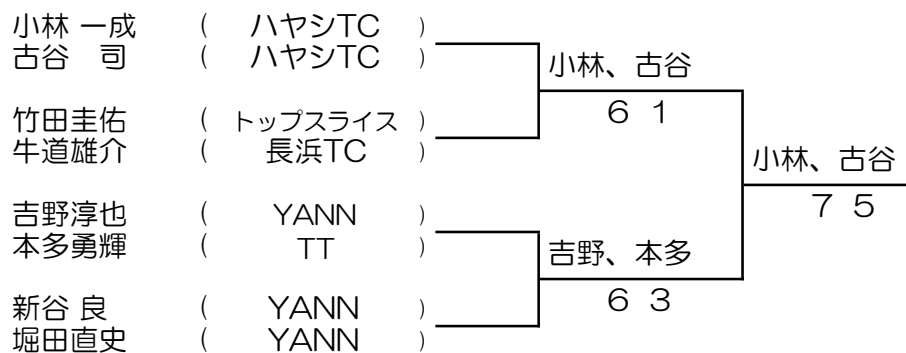 小林 一成 ( ハヤシTC )
古谷 司 ( ハヤシTC )
小林、古谷
6 1
竹田圭佑 ( トップスライス )
牛道雄介 ( 長浜TC )
小林、古谷
7 5
吉野淳也 ( YANN )
本多勇輝 ( TT )
吉野、本多
6 3
新谷 良 ( YANN )
堀田直史 ( YANN )